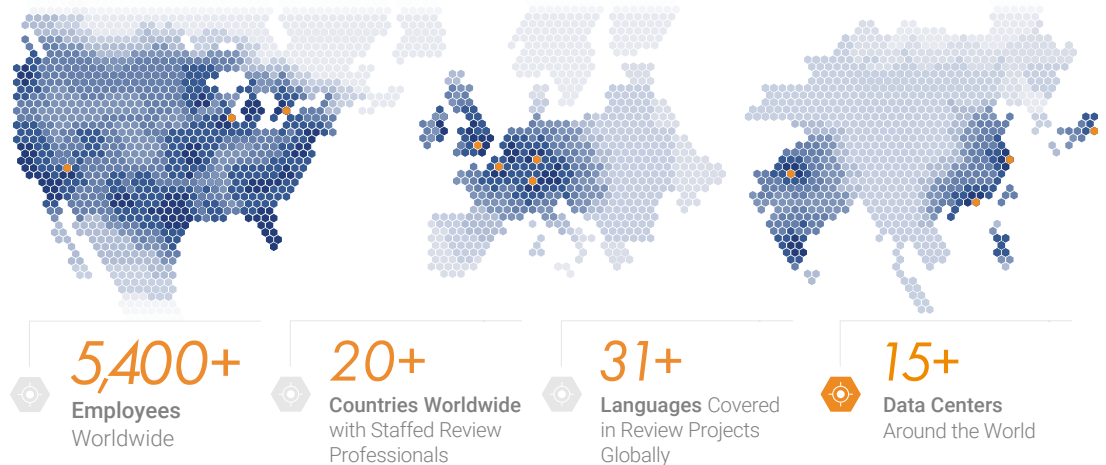 5,400+
Employees
Worldwide
20+
Countries Worldwide
with Staffed Review
Professionals
31+
Languages Covered
in Review Projects
Globally
15+
Data Centers
Around the World